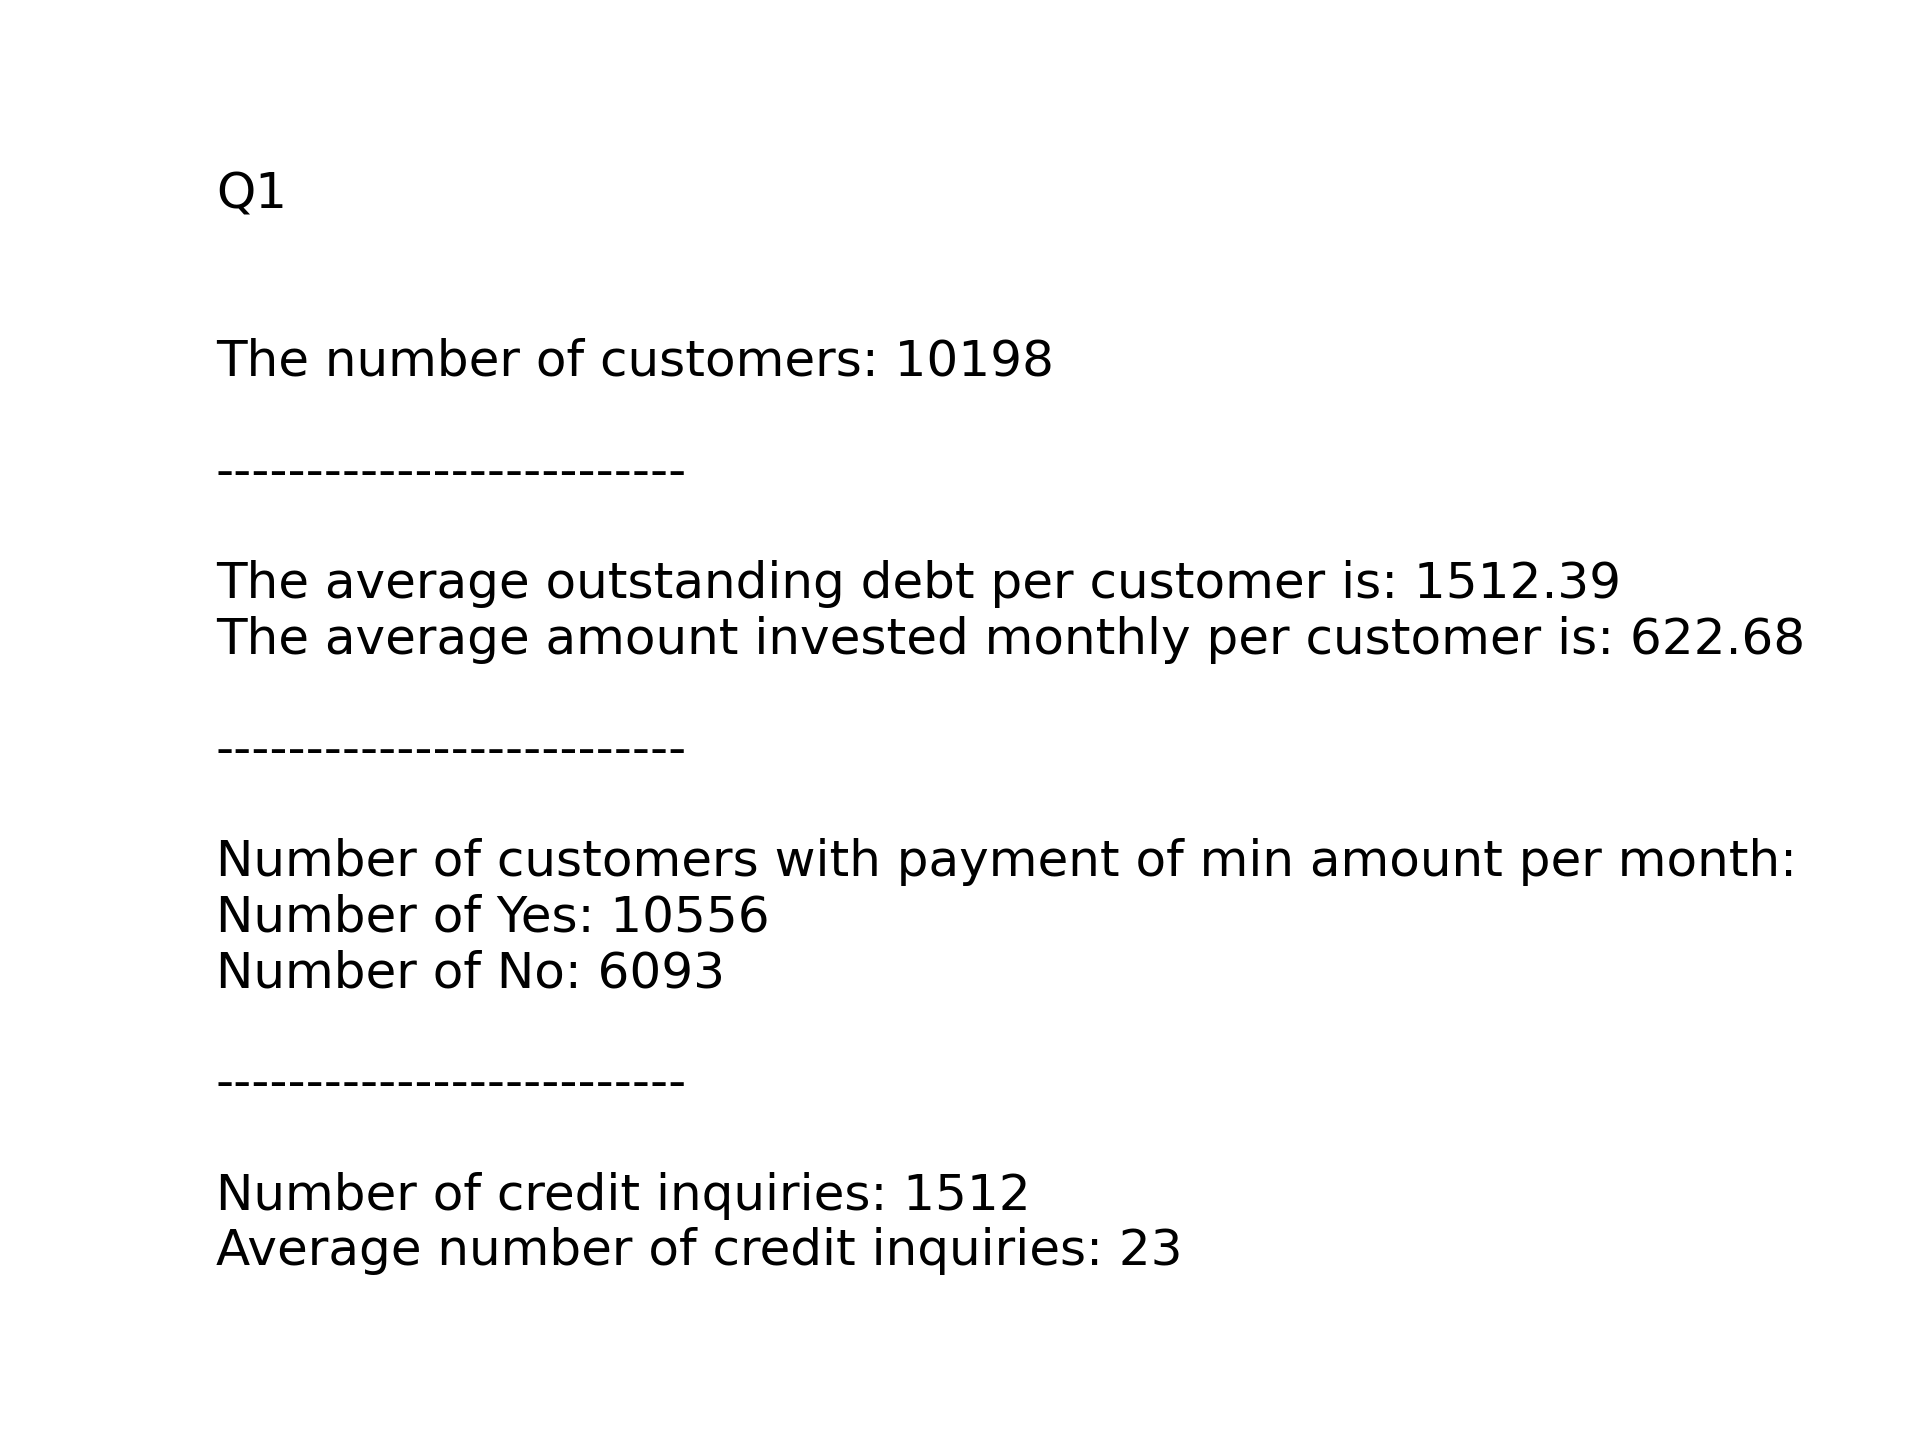 Q1
The number of customers: 10198
--------------------------
The average outstanding debt per customer is: 1512.39
The average amount invested monthly per customer is: 622.68
--------------------------
Number of customers with payment of min amount per month:
Number of Yes: 10556
Number of No: 6093
--------------------------
Number of credit inquiries: 1512
Average number of credit inquiries: 23